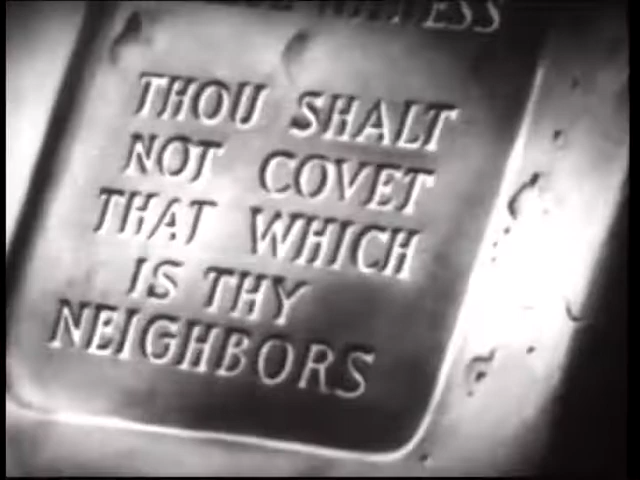 THOU SHALT
NOT COVET
THAT WHICH
IS THY
NEIGHBORS